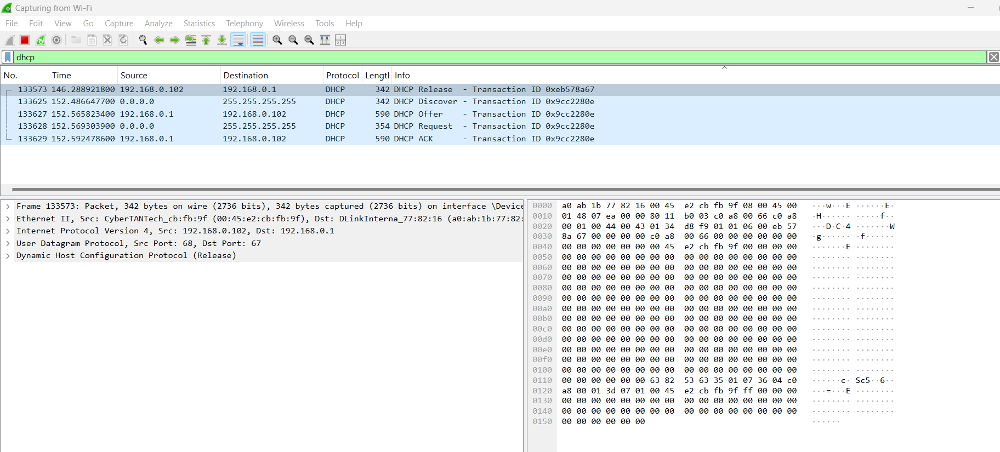 Capturing from Wi-Fi
File Edit View Go Capture Analyze Statistics Telephony Wireless Tools Help
dhcp
No. Time Source Destination Protocol Length Info
133573 146.288921800 192.168.0.102 192.168.0.1 DHCP 342 DHCP Release - Transaction ID 0xeb578a67
133625 152.486647700 0.0.0.0 255.255.255.255 DHCP 342 DHCP Discover - Transaction ID 0x9cc2280e
133627 152.565823400 192.168.0.1 192.168.0.102 DHCP 590 DHCP Offer - Transaction ID 0x9cc2280e
133628 152.569303900 0.0.0.0 255.255.255.255 DHCP 354 DHCP Request - Transaction ID 0x9cc2280e
133629 152.592478600 192.168.0.1 192.168.0.102 DHCP 590 DHCP ACK - Transaction ID 0x9cc2280e
Frame 133573: Packet, 342 bytes on wire (2736 bits), 342 bytes captured (2736 bits) on interface \Device
Ethernet II, Src: CyberTANTech_cb:fb:9f (00:45:e2:cb:fb:9f), Dst: DLinkInterna_77:82:16 (a0:ab:1b:77:82:
Internet Protocol Version 4, Src: 192.168.0.102, Dst: 192.168.0.1
User Datagram Protocol, Src Port: 68, Dst Port: 67
Dynamic Host Configuration Protocol (Release)
0000 a0 ab 1b 77 82 16 00 45 e2 cb fb 9f 08 00 45 00 ···w···E ······E·
0010 01 48 07 ea 00 00 80 11 b0 03 c0 a8 00 66 c0 a8 ·H······ ·····f··
0020 00 01 00 44 00 43 01 34 d8 f9 01 01 06 00 eb 57 ···D·C·4 ·······W
0030 8a 67 00 00 00 00 c0 a8 00 66 00 00 00 00 00 00 ·g······ ·f······
0040 00 00 00 00 00 00 00 45 e2 cb fb 9f 00 00 00 00 ·······E ········
0050 00 00 00 00 00 00 00 00 00 00 00 00 00 00 00 00 ········ ········
0060 00 00 00 00 00 00 00 00 00 00 00 00 00 00 00 00 ········ ········
0070 00 00 00 00 00 00 00 00 00 00 00 00 00 00 00 00 ········ ········
0080 00 00 00 00 00 00 00 00 00 00 00 00 00 00 00 00 ········ ········
0090 00 00 00 00 00 00 00 00 00 00 00 00 00 00 00 00 ········ ········
00a0 00 00 00 00 00 00 00 00 00 00 00 00 00 00 00 00 ········ ········
00b0 00 00 00 00 00 00 00 00 00 00 00 00 00 00 00 00 ········ ········
00c0 00 00 00 00 00 00 00 00 00 00 00 00 00 00 00 00 ········ ········
00d0 00 00 00 00 00 00 00 00 00 00 00 00 00 00 00 00 ········ ········
00e0 00 00 00 00 00 00 00 00 00 00 00 00 00 00 00 00 ········ ········
00f0 00 00 00 00 00 00 00 00 00 00 00 00 00 00 00 00 ········ ········
0100 00 00 00 00 00 00 00 00 00 00 00 00 00 00 00 00 ········ ········
0110 00 00 00 00 00 00 63 82 53 63 35 01 07 36 04 c0 ······c· Sc5··6··
0120 a8 00 01 3d 07 01 00 45 e2 cb fb 9f ff 00 00 00 ···=···E ········
0130 00 00 00 00 00 00 00 00 00 00 00 00 00 00 00 00 ········ ········
0140 00 00 00 00 00 00 00 00 00 00 00 00 00 00 00 00 ········ ········
0150 00 00 00 00 00 00 ······